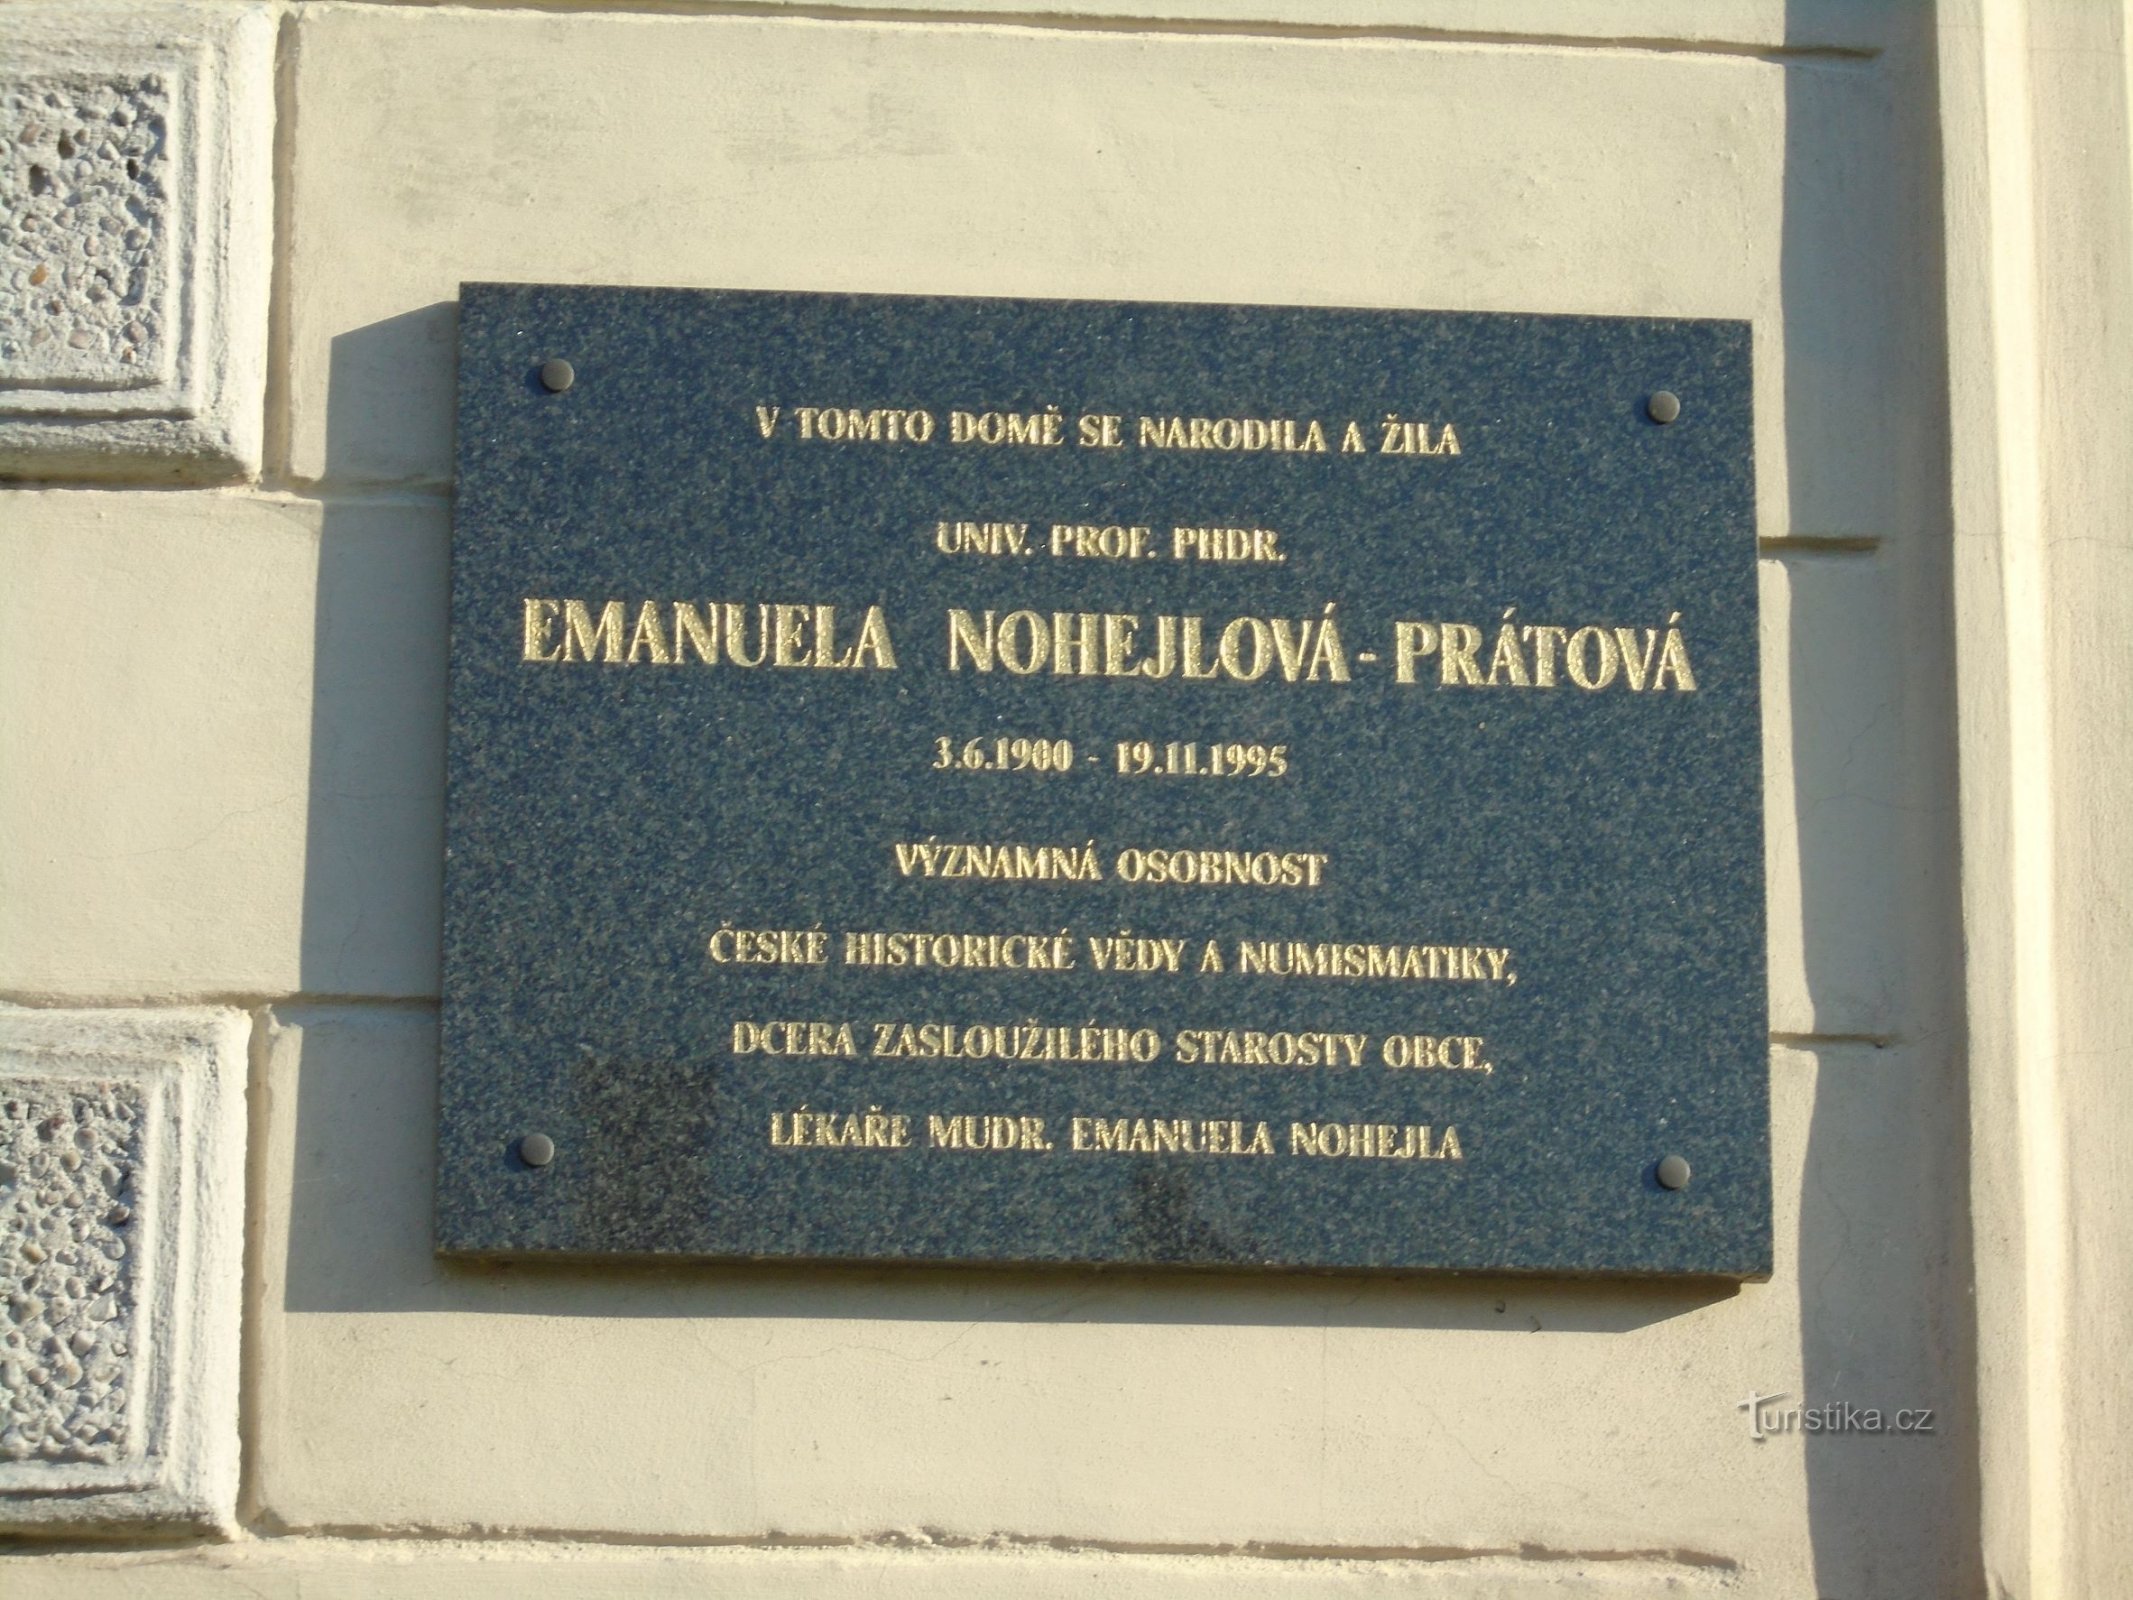 V TOMTO DOMĚ SE NARODILA A ŽILA
UNIV. PROF. PHDR.
EMANUELA NOHEJLOVÁ - PRÁTOVÁ
3.6.1900 - 19.11.1995
VÝZNAMNÁ OSOBNOST
ČESKÉ HISTORICKÉ VĚDY A NUMISMATIKY,
DCERA ZASLOUŽILÉHO STAROSTY OBCE,
LÉKAŘE MUDR. EMANUELA NOHEJLA
Turistika.cz